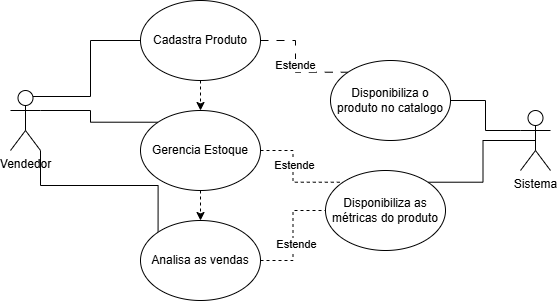 Cadastra Produto
Estende
Disponibiliza o
produto no catalogo
Vendedor
Gerencia Estoque
Estende
Sistema
Disponibiliza as
métricas do produto
Estende
Analisa as vendas